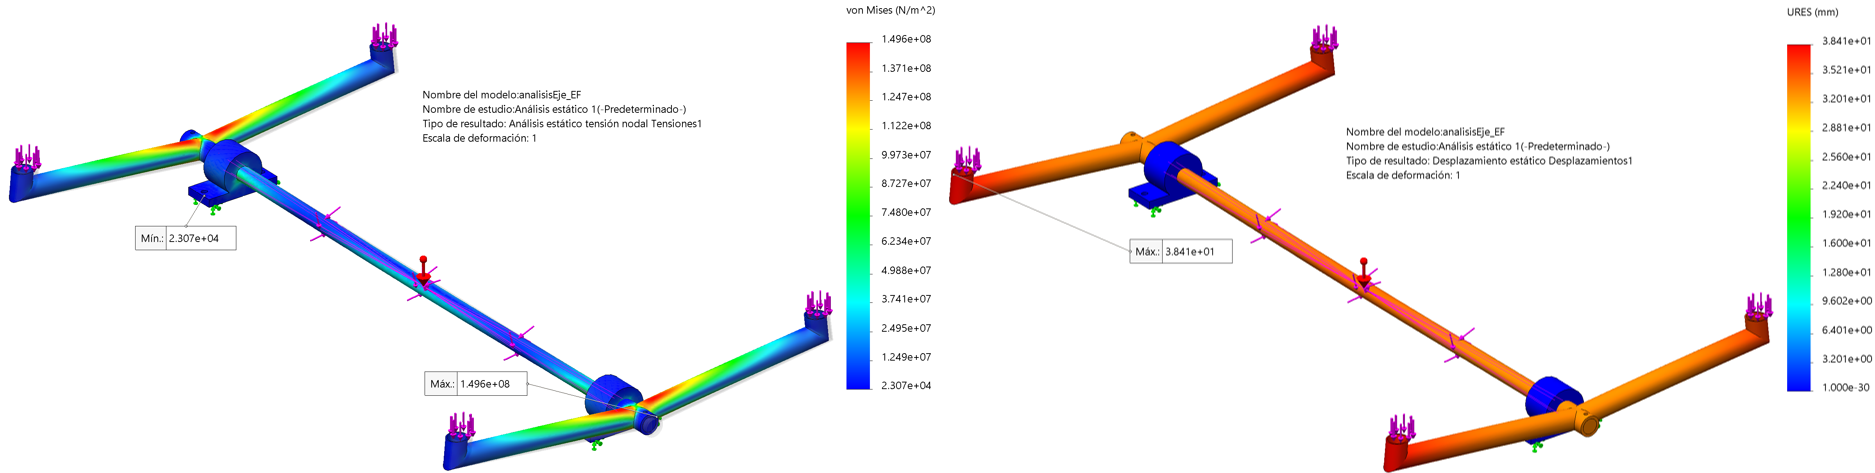 von Mises (N/m^2)
1.496e+08
1.371e+08
1.247e+08
1.122e+08
9.973e+07
8.727e+07
7.480e+07
6.234e+07
4.988e+07
3.741e+07
2.495e+07
1.249e+07
2.307e+04
Nombre del modelo:analisisEje_EF
Nombre de estudio:Análisis estático 1(-Predeterminado-)
Tipo de resultado: Análisis estático tensión nodal Tensiones1
Escala de deformación: 1
Mín.: 2.307e+04
Máx.: 1.496e+08
URES (mm)
3.841e+01
3.521e+01
3.201e+01
2.881e+01
2.560e+01
2.240e+01
1.920e+01
1.600e+01
1.280e+01
9.602e+00
6.401e+00
3.201e+00
1.000e-30
Nombre del modelo:analisisEje_EF
Nombre de estudio:Análisis estático 1(-Predeterminado-)
Tipo de resultado: Desplazamiento estático Desplazamientos1
Escala de deformación: 1
Máx.: 3.841e+01